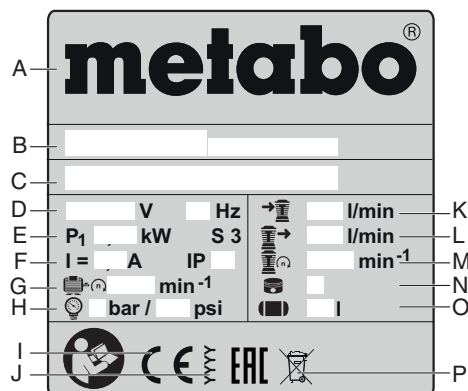 metabo®
A
B
C
D V Hz K l/min
E P1 , kW S 3 L l/min
F I = , A IP M min-1
G n min-1 N
H bar / psi O l
I
J CE EAC P